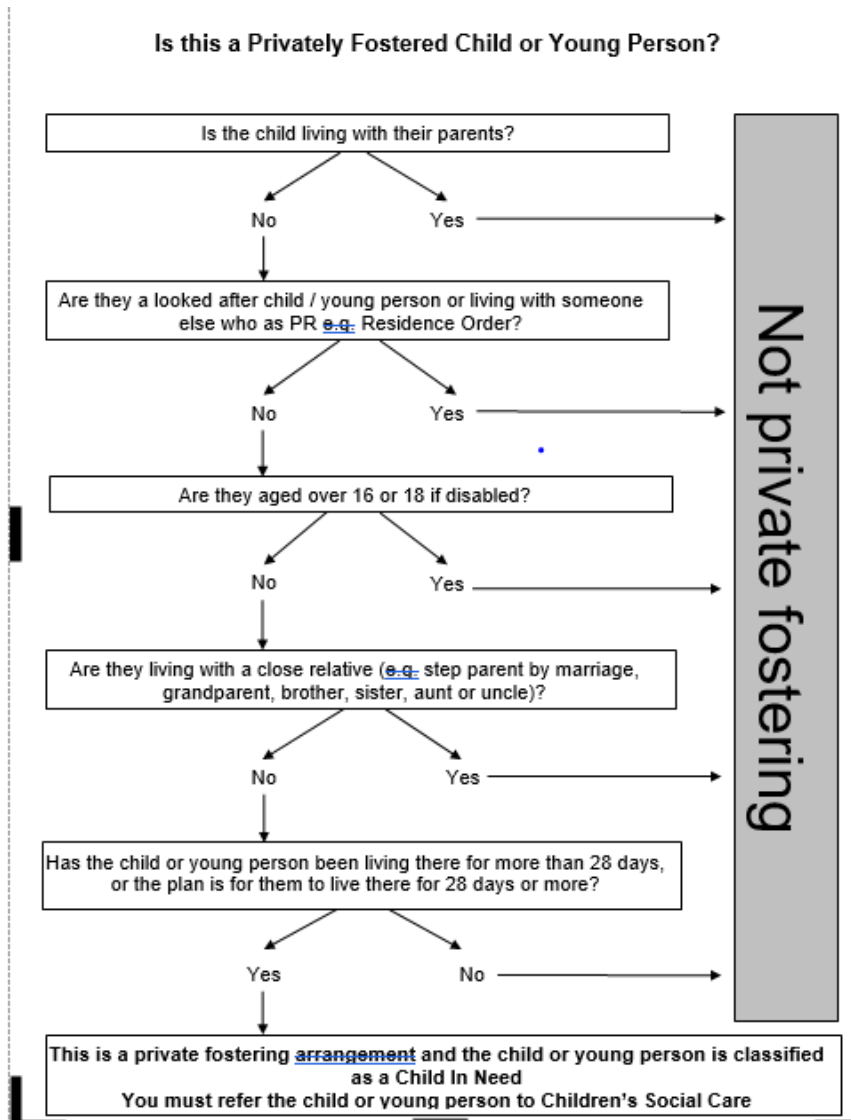 Is this a Privately Fostered Child or Young Person?
Is the child living with their parents?
No
Yes
Are they a looked after child / young person or living with someone
else who as PR e.g. Residence Order?
No
Yes
Are they aged over 16 or 18 if disabled?
No
Yes
Are they living with a close relative (e.g. step parent by marriage,
grandparent, brother, sister, aunt or uncle)?
No
Yes
Has the child or young person been living there for more than 28 days,
or the plan is for them to live there for 28 days or more?
Yes
No
This is a private fostering arrangement and the child or young person is classified
as a Child In Need
You must refer the child or young person to Children's Social Care
Not private fostering